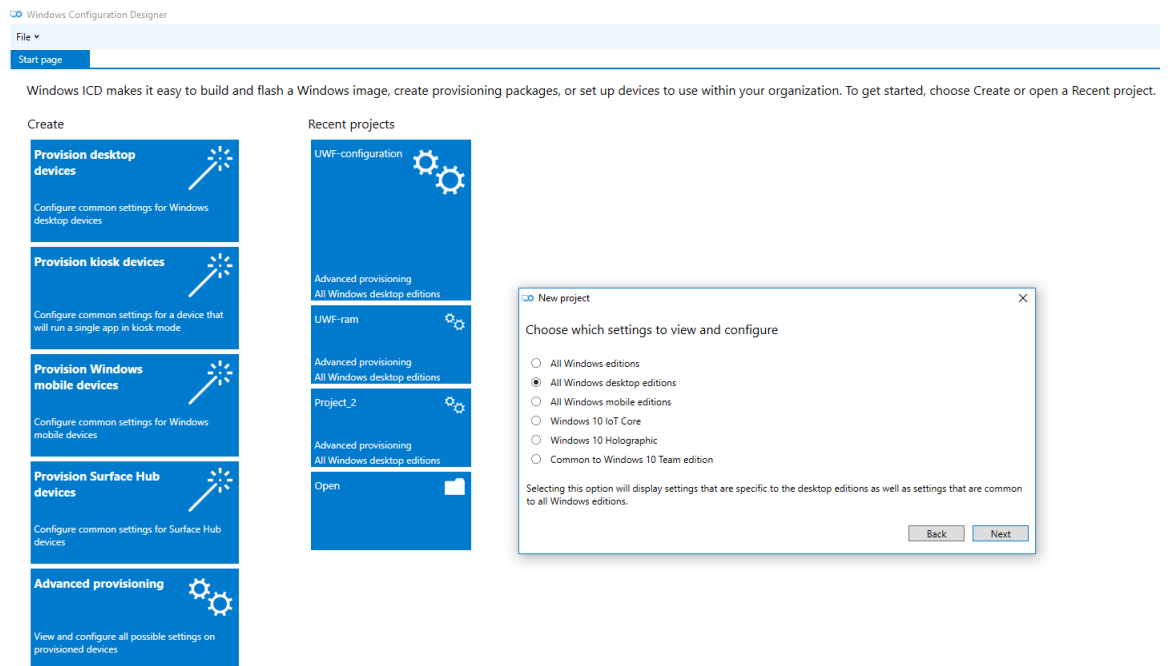 Windows Configuration Designer
File
Start page
Windows ICD makes it easy to build and flash a Windows image, create provisioning packages, or set up devices to use within your organization. To get started, choose Create or open a Recent project.
Create
Provision desktop
devices
Configure common settings for Windows
desktop devices
Provision kiosk devices
Configure common settings for a device that
will run a single app in kiosk mode
Provision Windows
mobile devices
Configure common settings for Windows
mobile devices
Provision Surface Hub
devices
Configure common settings for Surface Hub
devices
Advanced provisioning
View and configure all possible settings on
provisioned devices
Recent projects
UWF-configuration
Advanced provisioning
All Windows desktop editions
UWF-ram
Advanced provisioning
All Windows desktop editions
Project_2
Advanced provisioning
All Windows desktop editions
Open
New project
Choose which settings to view and configure
All Windows editions
All Windows desktop editions
All Windows mobile editions
Windows 10 IoT Core
Windows 10 Holographic
Common to Windows 10 Team edition
Selecting this option will display settings that are specific to the desktop editions as well as settings that are common
to all Windows editions.
Back
Next